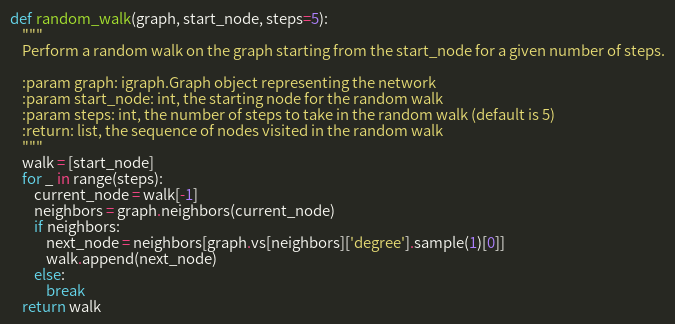 def random_walk(graph, start_node, steps=5):
    """
    Perform a random walk on the graph starting from the start_node for a given number of steps.

    :param graph: igraph.Graph object representing the network
    :param start_node: int, the starting node for the random walk
    :param steps: int, the number of steps to take in the random walk (default is 5)
    :return: list, the sequence of nodes visited in the random walk
    """
    walk = [start_node]
    for _ in range(steps):
        current_node = walk[-1]
        neighbors = graph.neighbors(current_node)
        if neighbors:
            next_node = neighbors[graph.vs[neighbors]['degree'].sample(1)[0]]
            walk.append(next_node)
        else:
            break
    return walk